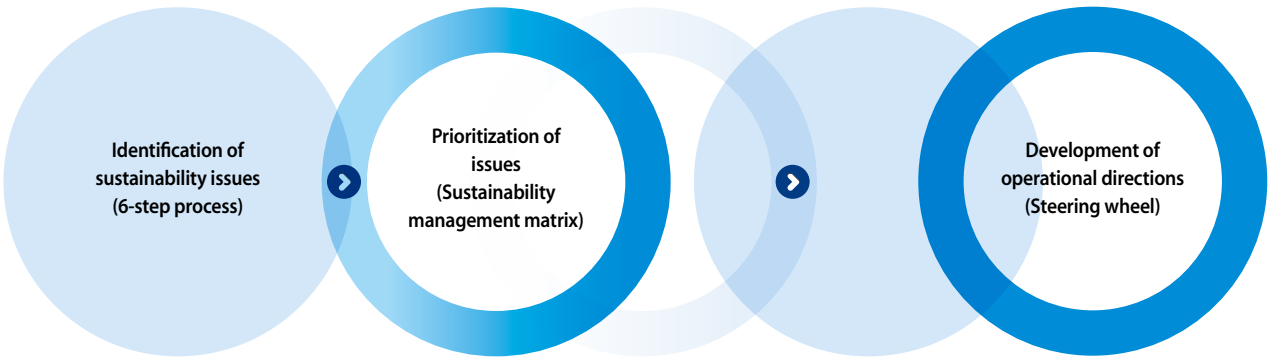 Identification of
sustainability issues
(6-step process)
Prioritization of
issues
(Sustainability
management matrix)
Development of
operational directions
(Steering wheel)